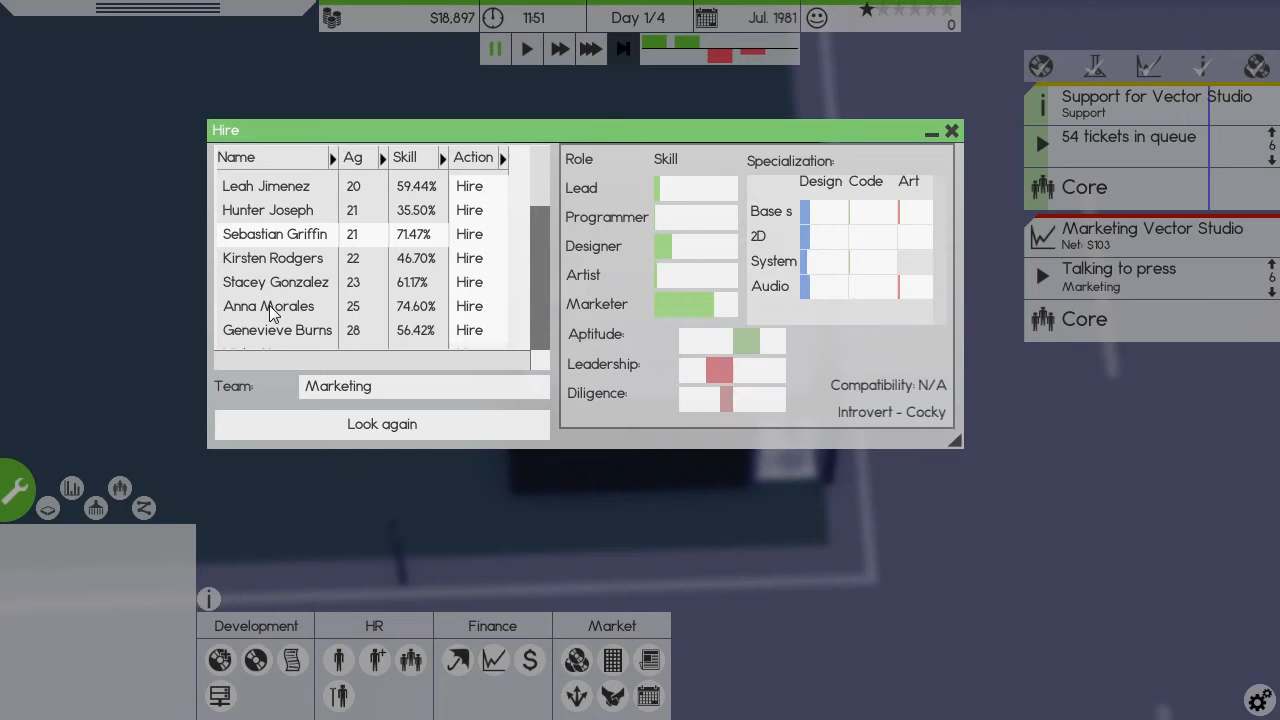 $18,897
11:51
Day 1/4
Jul. 1981
0
Support for Vector Studio
Support
54 tickets in queue
6
Core
Marketing Vector Studio
Net: $103
Talking to press
Marketing
6
Core
Hire
Name Ag Skill Action
Leah Jimenez 20 59.44% Hire
Hunter Joseph 21 35.50% Hire
Sebastian Griffin 21 71.47% Hire
Kirsten Rodgers 22 46.70% Hire
Stacey Gonzalez 23 61.17% Hire
Anna Morales 25 74.60% Hire
Genevieve Burns 28 56.42% Hire
Team: Marketing
Look again
Role Skill
Lead
Programmer
Designer
Artist
Marketer
Aptitude:
Leadership:
Diligence:
Specialization:
Design Code Art
Base s
2D
System
Audio
Compatibility: N/A
Introvert - Cocky
Development HR Finance Market